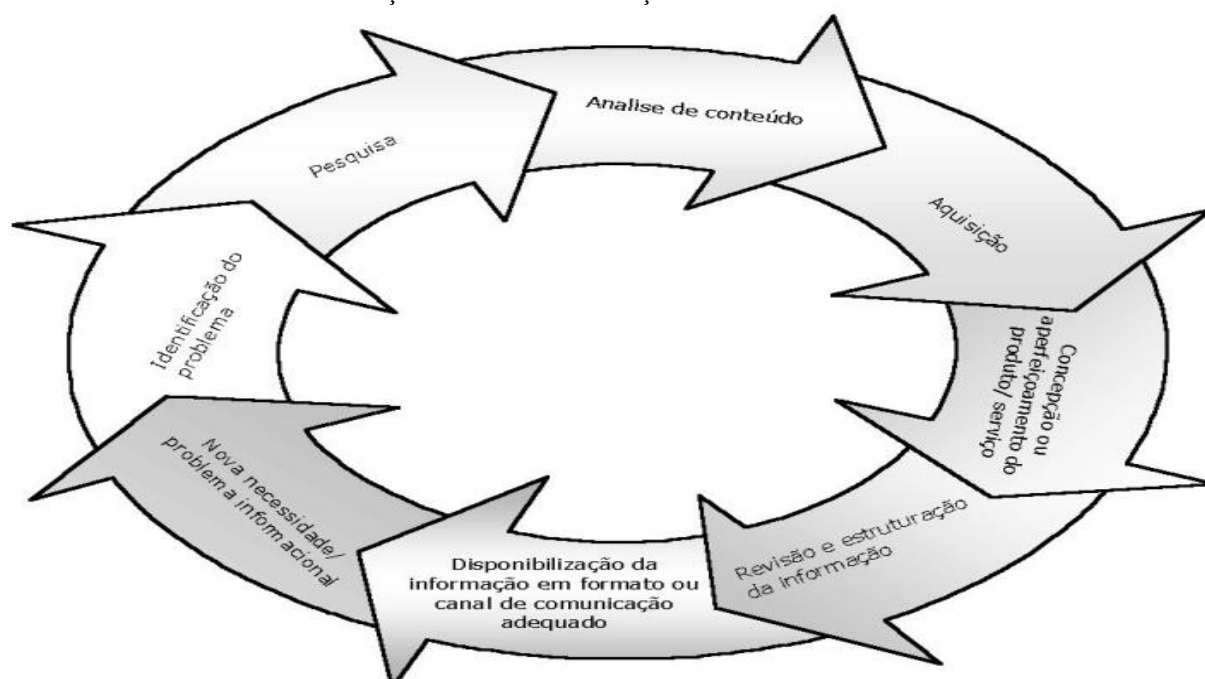 Identificação do
problema
Pesquisa
Analise de conteúdo
Aquisição
Concepção ou
aperfeiçoamento do
produto/ serviço
Revisão e estruturação
da informação
Disponibilização da
informação em formato ou
canal de comunicação
adequado
Nova necessidade/
problema informacional